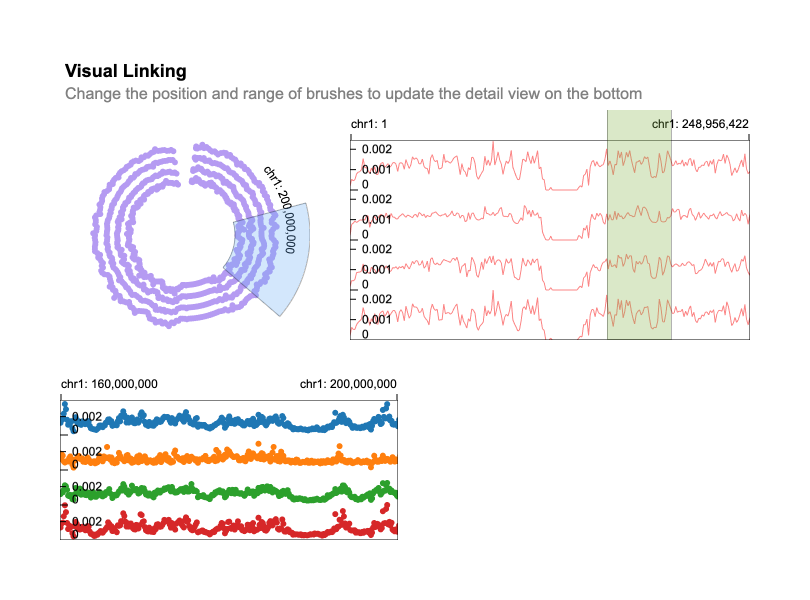 Visual Linking
Change the position and range of brushes to update the detail view on the bottom
chr1: 200,000,000
chr1: 1
chr1: 248,956,422
0.002
0.001
0
0.002
0.001
0
0.002
0.001
0
0.002
0.001
0
chr1: 160,000,000
chr1: 200,000,000
0.002
0
0.002
0
0.002
0
0.002
0